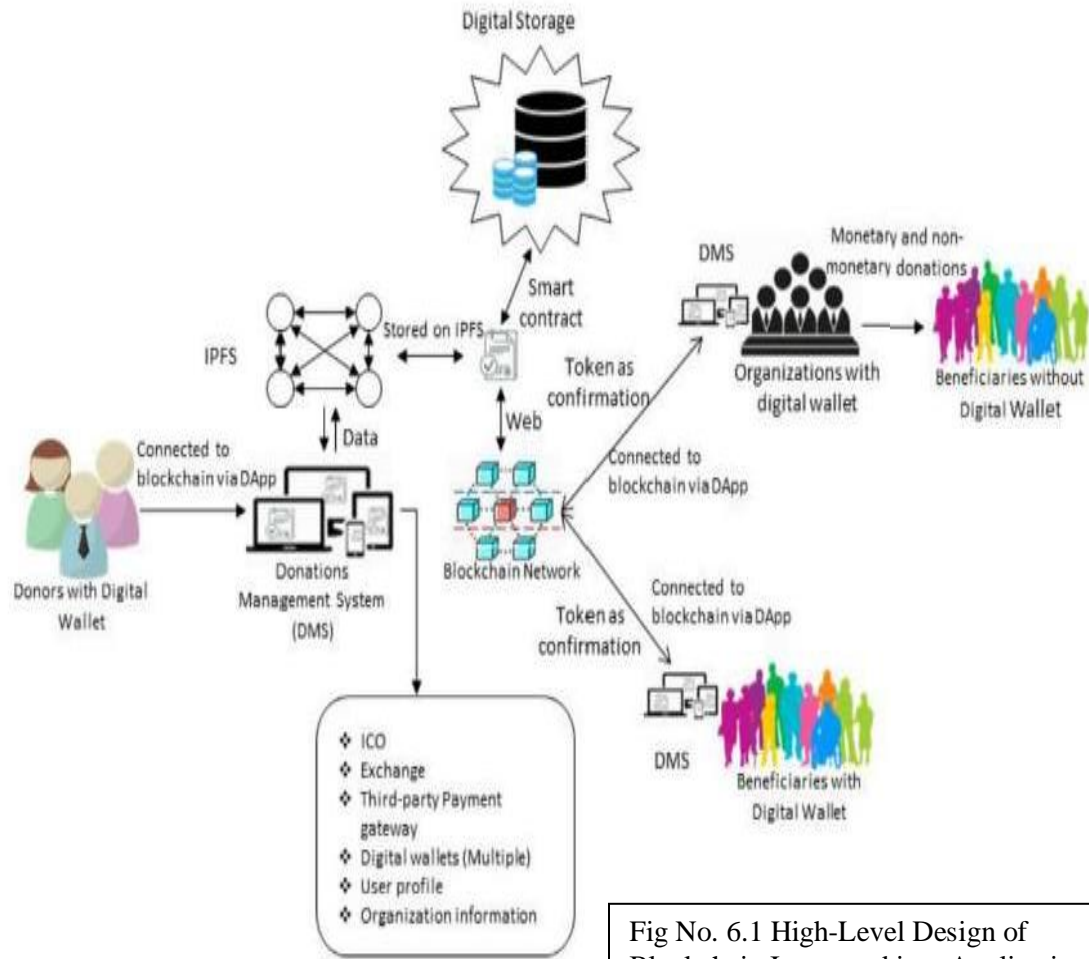 Digital Storage
Smart
contract
Stored on IPFS
IPFS
Data
Web
Connected to
blockchain via DApp
Donors with Digital
Wallet
Donations
Management System
(DMS)
Blockchain Network
Token as
confirmation
Connected to
blockchain via DApp
DMS
Organizations with
digital wallet
Monetary and non-
monetary donations
Beneficiaries without
Digital Wallet
Token as
confirmation
Connected to
blockchain via DApp
DMS
Beneficiaries with
Digital Wallet
❖ ICO
❖ Exchange
❖ Third-party Payment
gateway
❖ Digital wallets (Multiple)
❖ User profile
❖ Organization information
Fig No. 6.1 High-Level Design of